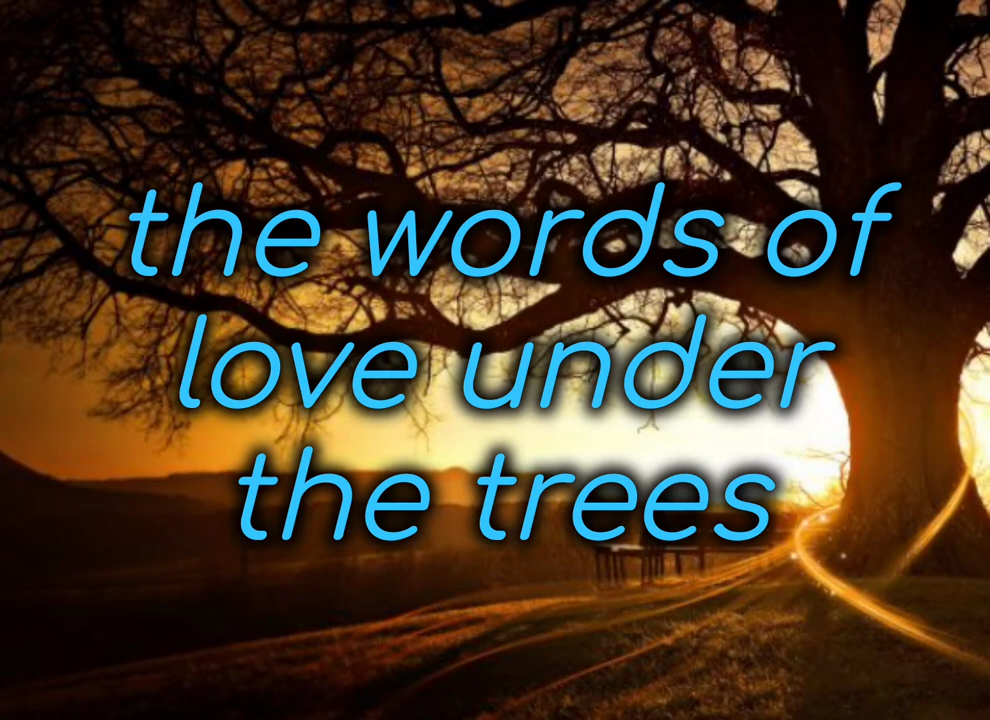 the words of
love under
the trees